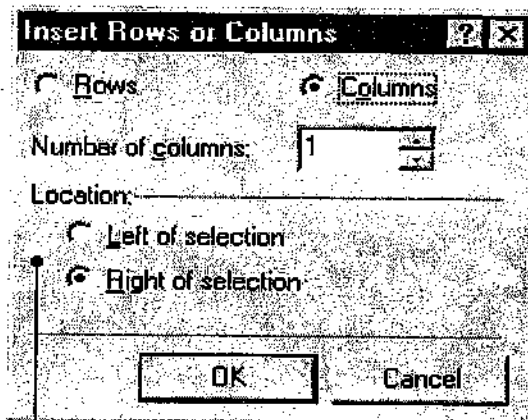 Insert Rows or Columns
Rows Columns
Number of columns: 1
Location:
Left of selection
Right of selection
OK Cancel